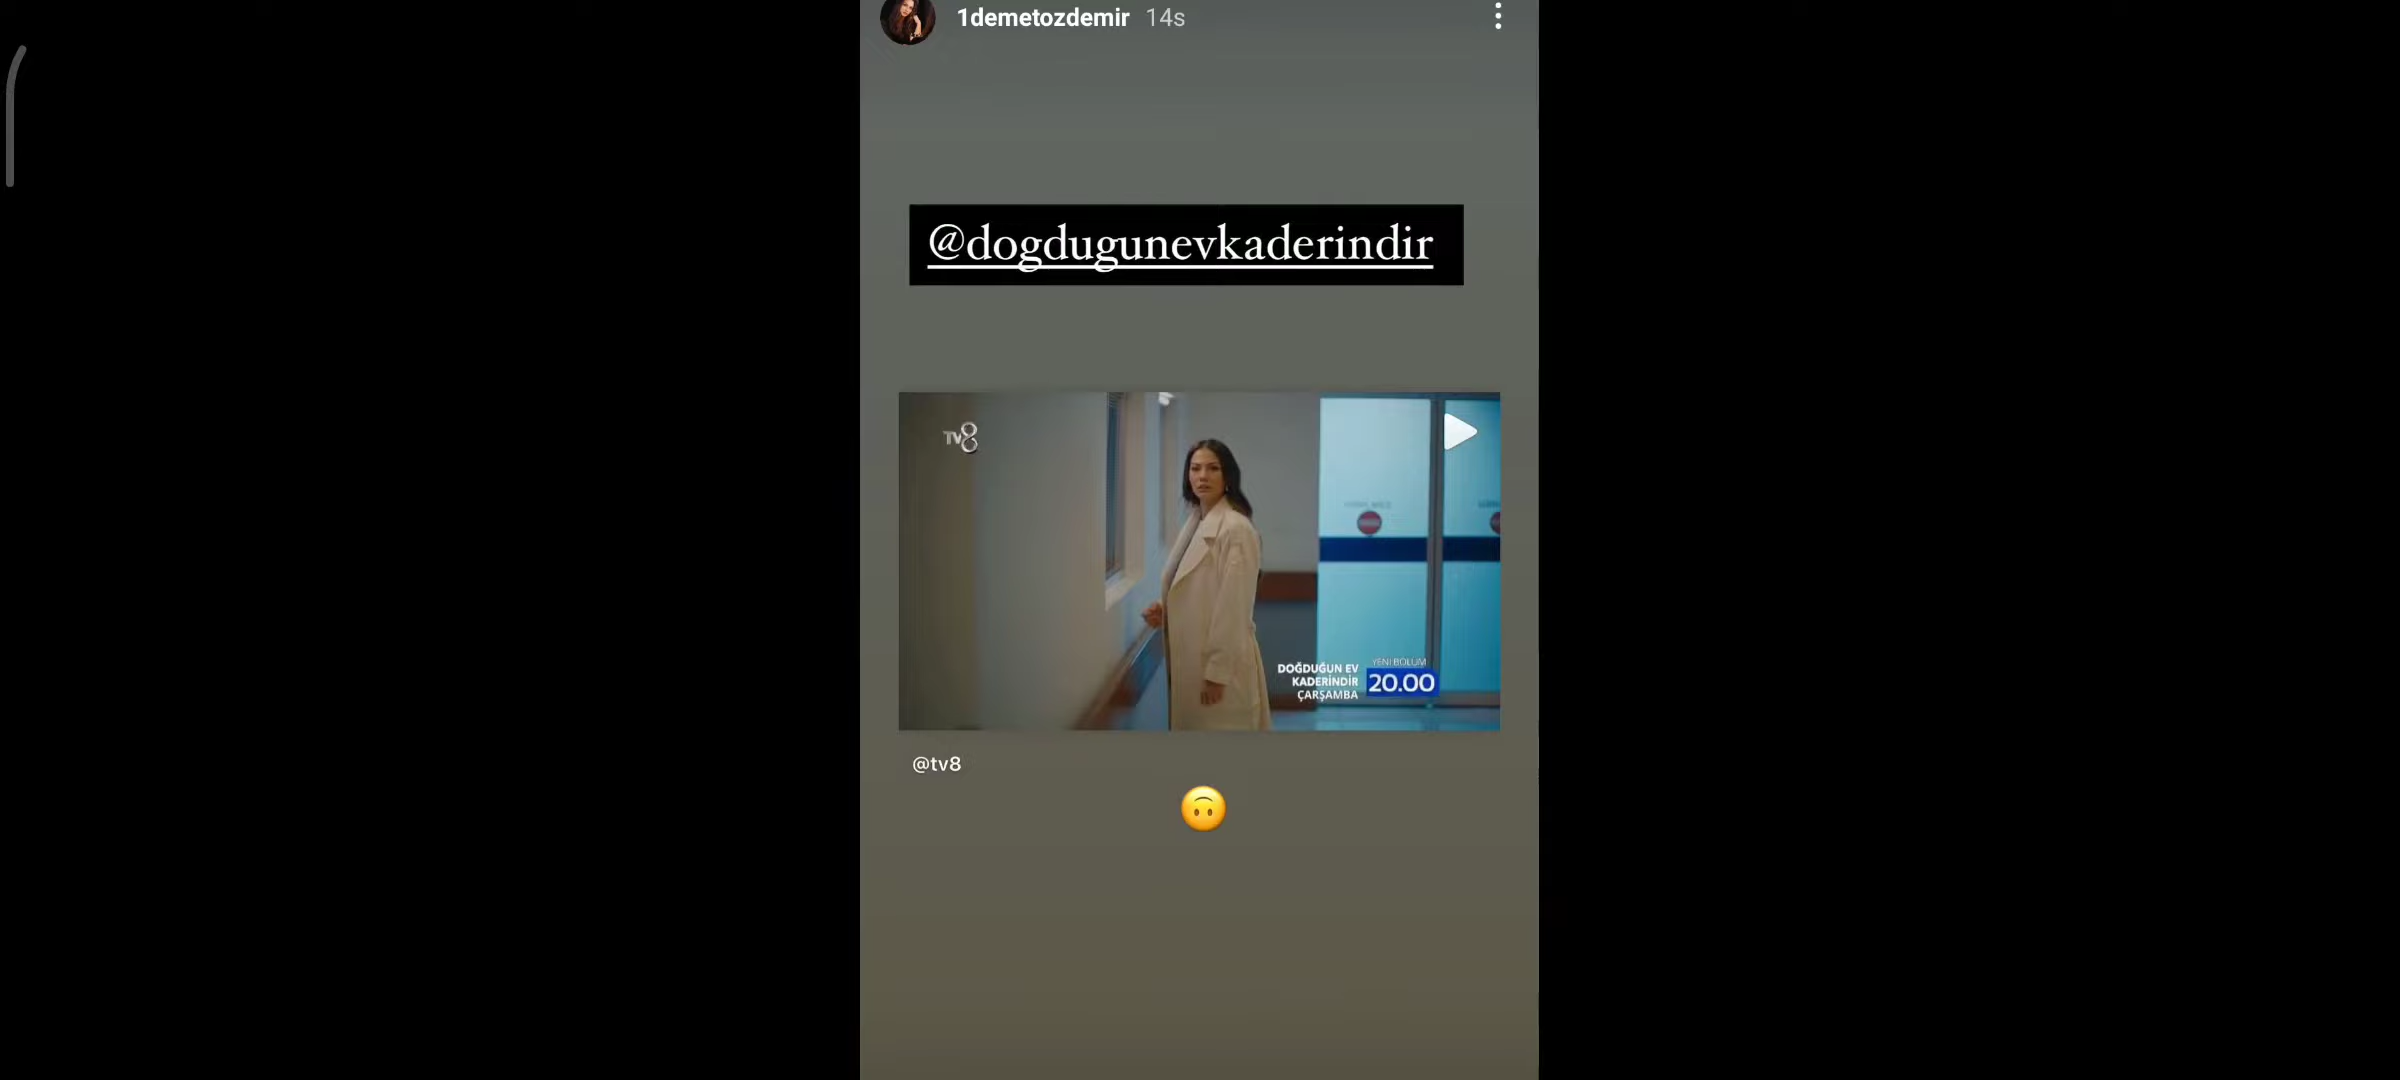 1demetozdemir 14s
@dogdugunevkaderindir
TV8
DOĞDUĞUN EV
KADERİNDİR
ÇARŞAMBA
YENİ BÖLÜM
20.00
@tv8